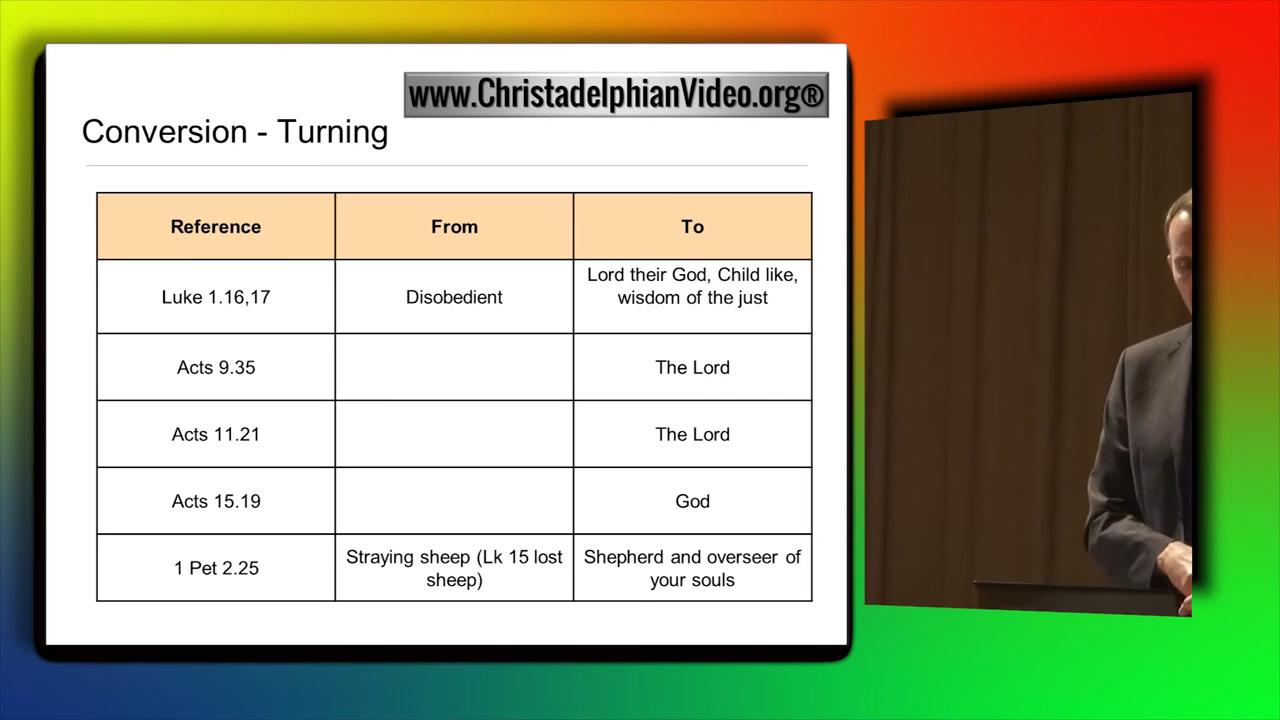 www.ChristadelphianVideo.org®
Conversion - Turning
Reference From To
Luke 1.16,17 Disobedient Lord their God, Child like,
wisdom of the just
Acts 9.35 The Lord
Acts 11.21 The Lord
Acts 15.19 God
1 Pet 2.25 Straying sheep (Lk 15 lost
sheep) Shepherd and overseer of
your souls